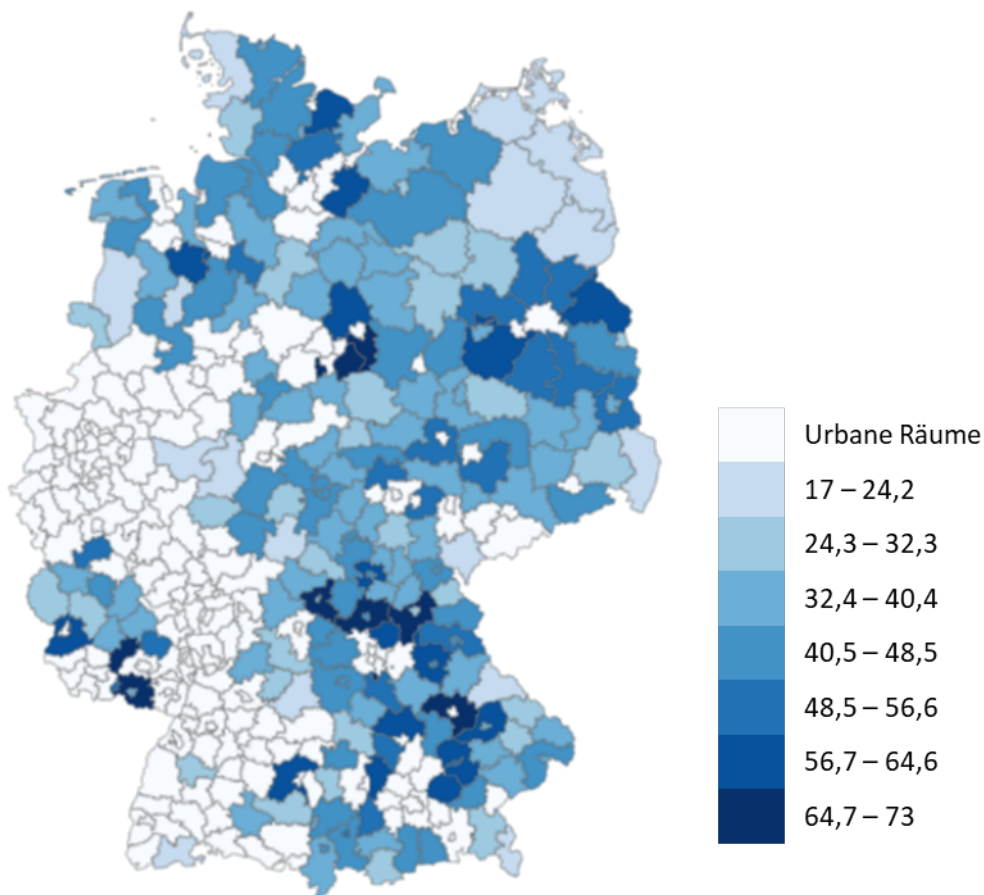 Urbane Räume
17 – 24,2
24,3 – 32,3
32,4 – 40,4
40,5 – 48,5
48,5 – 56,6
56,7 – 64,6
64,7 – 73